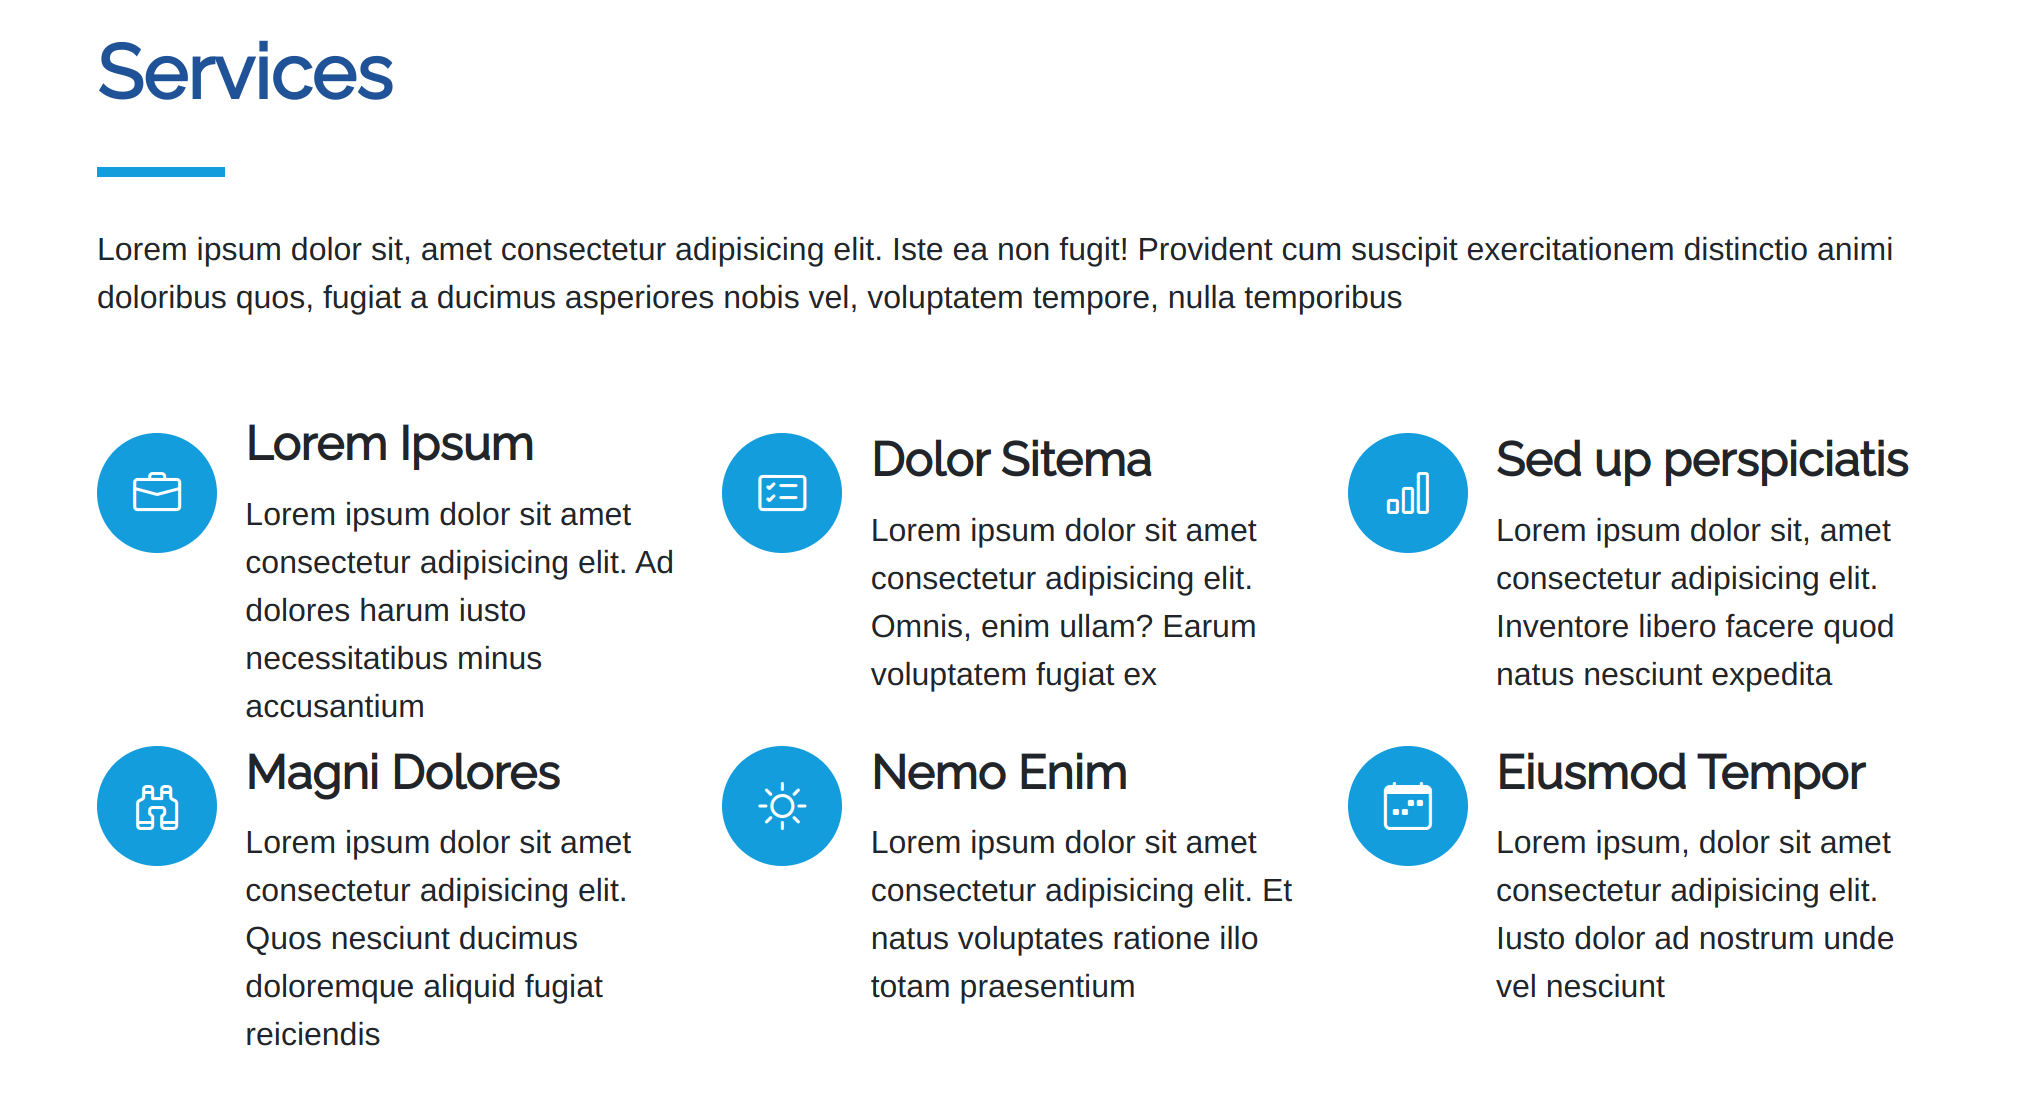 Services
Lorem ipsum dolor sit, amet consectetur adipisicing elit. Iste ea non fugit! Provident cum suscipit exercitationem distinctio animi
doloribus quos, fugiat a ducimus asperiores nobis vel, voluptatem tempore, nulla temporibus
Lorem Ipsum
Lorem ipsum dolor sit amet
consectetur adipisicing elit. Ad
dolores harum iusto
necessitatibus minus
accusantium
Dolor Sitema
Lorem ipsum dolor sit amet
consectetur adipisicing elit.
Omnis, enim ullam? Earum
voluptatem fugiat ex
Sed up perspiciatis
Lorem ipsum dolor sit, amet
consectetur adipisicing elit.
Inventore libero facere quod
natus nesciunt expedita
Magni Dolores
Lorem ipsum dolor sit amet
consectetur adipisicing elit.
Quos nesciunt ducimus
doloremque aliquid fugiat
reiciendis
Nemo Enim
Lorem ipsum dolor sit amet
consectetur adipisicing elit. Et
natus voluptates ratione illo
totam praesentium
Eiusmod Tempor
Lorem ipsum, dolor sit amet
consectetur adipisicing elit.
Iusto dolor ad nostrum unde
vel nesciunt